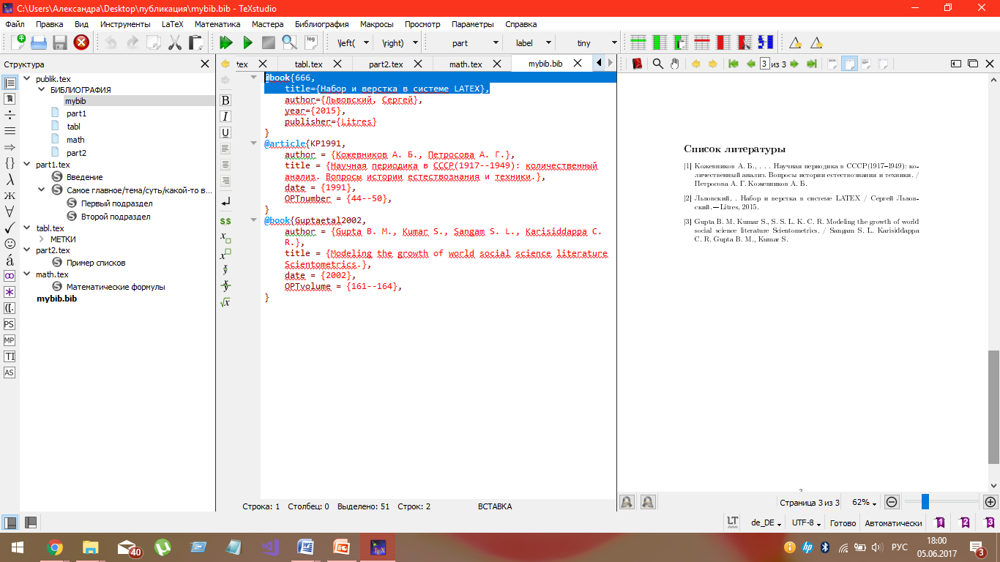 C:\Users\Александра\Desktop\публикация\mybib.bib - TeXstudio
Файл Правка Вид Инструменты LaTeX Математика Мастера Библиография Макросы Просмотр Параметры Справка
log \left( \right) part label tiny
Структура
tex tabl.tex part2.tex math.tex mybib.bib
3 из 3
publik.tex
БИБЛИОГРАФИЯ
mybib
part1
tabl
math
part2
part1.tex
Введение
Самое главное/тема/суть/какой-то в...
Первый подраздел
Второй подраздел
tabl.tex
МЕТКИ
part2.tex
Пример списков
math.tex
Математические формулы
mybib.bib
@book{666,
title={Набор и верстка в системе LATEX},
author={Львовский, Сергей},
year={2015},
publisher={Litres}
}
@article{KP1991,
author = {Кожевников А. Б., Петросова А. Г.},
title = {Научная периодика в СССР(1917--1949): количественный
анализ. Вопросы истории естествознания и техники.},
date = {1991},
OPTnumber = {44--50},
}
@book{Guptaetal2002,
author = {Gupta B. M., Kumar S., Sangam S. L., Karisiddappa C.
R.},
title = {Modeling the growth of world social science literature
Scientometrics.},
date = {2002},
OPTvolume = {161--164},
}
Строка: 1 Столбец: 0 Выделено: 51 Строк: 2 ВСТАВКА
Список литературы
[1] Кожевников А. Б., . . . Научная периодика в СССР(1917–1949): ко-
личественный анализ. Вопросы истории естествознания и техники. /
Петросова А. Г. Кожевников А. Б.
[2] Львовский, . Набор и верстка в системе LATEX / Сергей Львов-
ский. — Litres, 2015.
[3] Gupta B. M. Kumar S., S. S. L. K. C. R. Modeling the growth of world
social science literature Scientometrics. / Sangam S. L. Karisiddappa
C. R. Gupta B. M., Kumar S.
Страница 3 из 3 62%
LT de_DE UTF-8 Готово Автоматически 1 2 3
40
РУС
18:00
05.06.2017
3